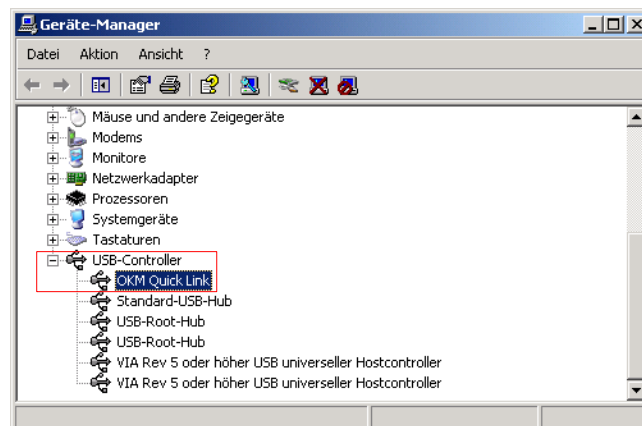 Geräte-Manager
Datei Aktion Ansicht ?
Mäuse und andere Zeigegeräte
Modems
Monitore
Netzwerkadapter
Prozessoren
Systemgeräte
Tastaturen
USB-Controller
OKM Quick Link
Standard-USB-Hub
USB-Root-Hub
USB-Root-Hub
VIA Rev 5 oder höher USB universeller Hostcontroller
VIA Rev 5 oder höher USB universeller Hostcontroller